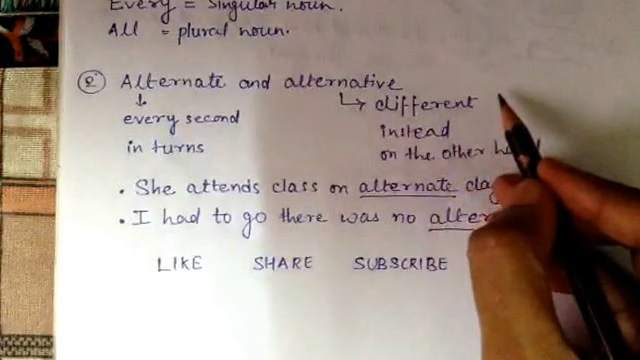 Every = Singular noun.
All = plural noun.
② Alternate and alternative
every second
different
in turns
instead
on the other
. She attends class on alternate
. I had to go there was no
LIKE SHARE SUBSCRIBE